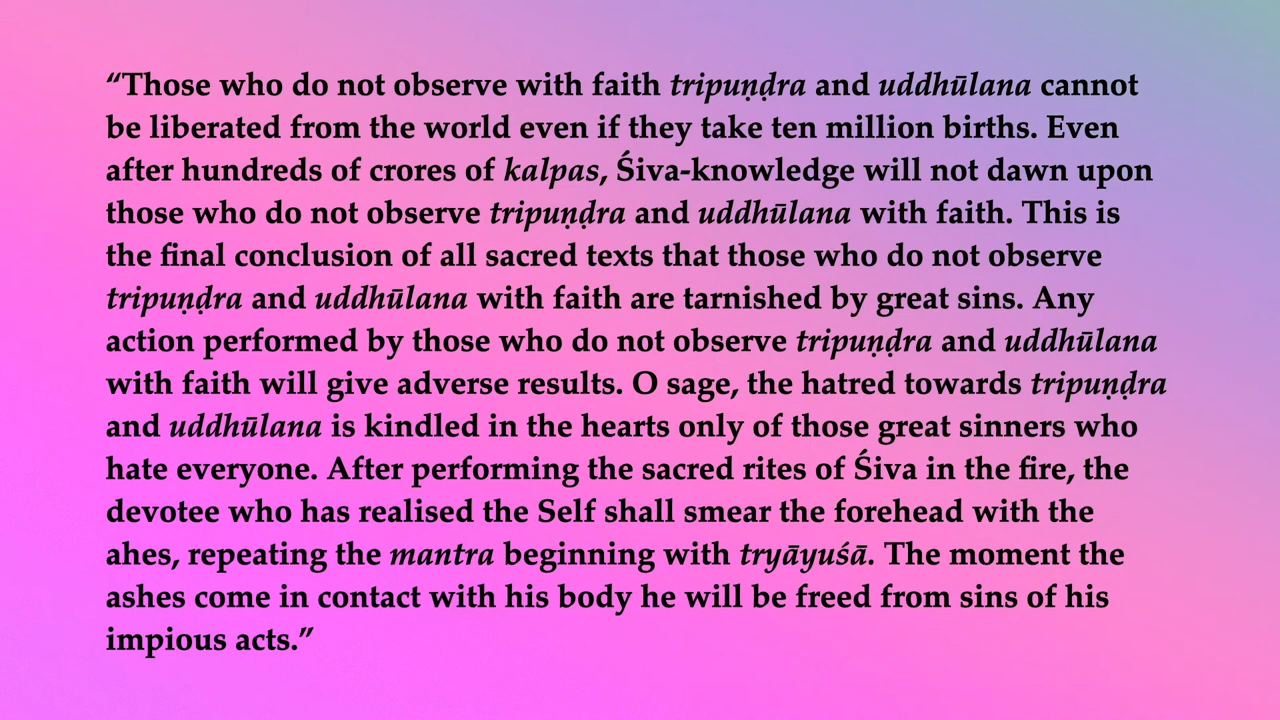 “Those who do not observe with faith tripuṇḍra and uddhūlana cannot
be liberated from the world even if they take ten million births. Even
after hundreds of crores of kalpas, Śiva-knowledge will not dawn upon
those who do not observe tripuṇḍra and uddhūlana with faith. This is
the final conclusion of all sacred texts that those who do not observe
tripuṇḍra and uddhūlana with faith are tarnished by great sins. Any
action performed by those who do not observe tripuṇḍra and uddhūlana
with faith will give adverse results. O sage, the hatred towards tripuṇḍra
and uddhūlana is kindled in the hearts only of those great sinners who
hate everyone. After performing the sacred rites of Śiva in the fire, the
devotee who has realised the Self shall smear the forehead with the
ahes, repeating the mantra beginning with tryāyuśā. The moment the
ashes come in contact with his body he will be freed from sins of his
impious acts.”